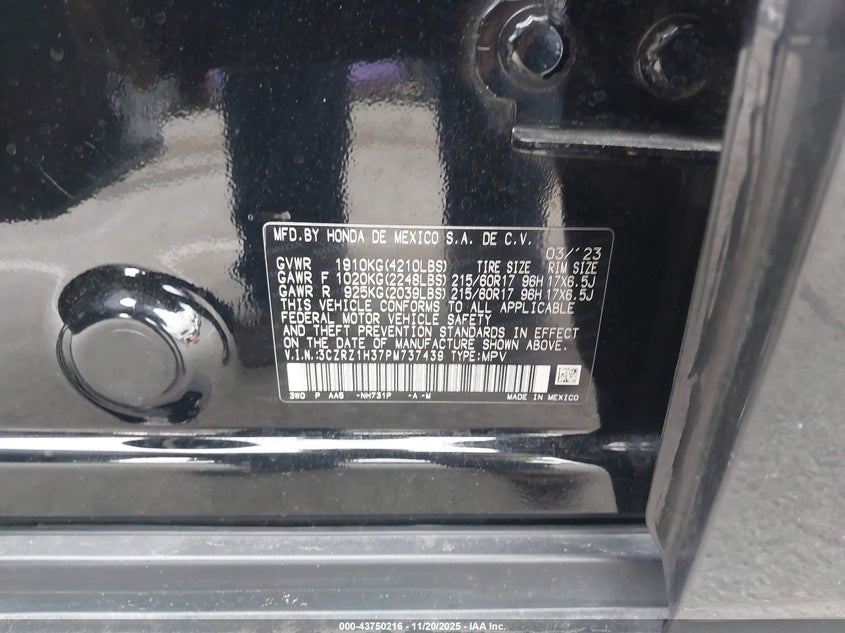 MFD.BY HONDA DE MEXICO S.A. DE C.V.
03/'23
GVWR 1910KG(4210LBS) TIRE SIZE RIM SIZE
GAWR F 1020KG(2248LBS) 215/60R17 96H 17X6.5J
GAWR R 925KG(2039LBS) 215/60R17 96H 17X6.5J
THIS VEHICLE CONFORMS TO ALL APPLICABLE
FEDERAL MOTOR VEHICLE SAFETY
AND THEFT PREVENTION STANDARDS IN EFFECT
ON THE DATE OF MANUFACTURE SHOWN ABOVE.
V.I.N.:3CZRZ1H37PM737439 TYPE:MPV
3W0 P AA5 -NH731P -A -M MADE IN MEXICO
000-43750216 - 11/20/2025 - IAA Inc.